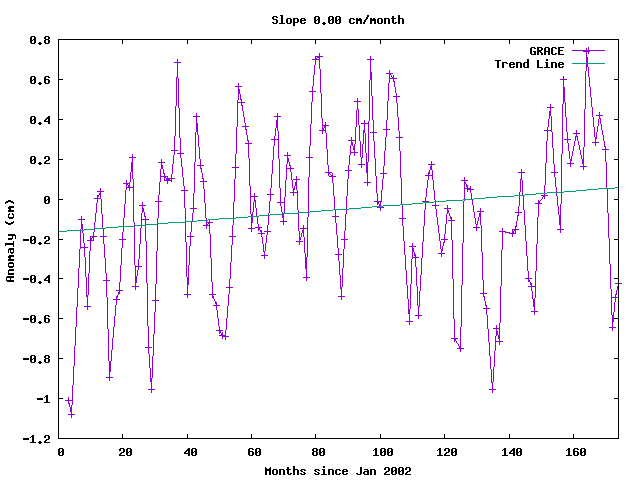 Slope 0.00 cm/month
GRACE
Trend Line
0.8
0.6
0.4
0.2
0
-0.2
-0.4
-0.6
-0.8
-1
-1.2
Anomaly (cm)
0 20 40 60 80 100 120 140 160
Months since Jan 2002